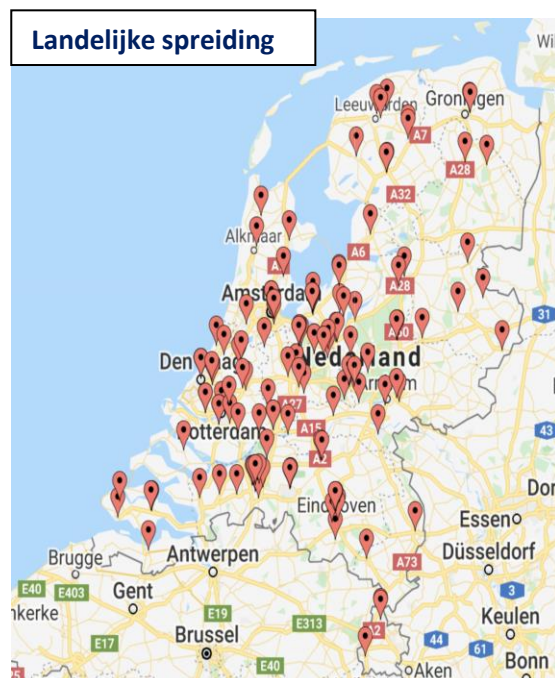 Landelijke spreiding
Wi
Leeuwarden
Groningen
A7
A28
A32
Alkmaar
A6
A28
Amsterdam
31
Den Haag
Nederland
Arnhem
A27
A15
Rotterdam
A2
43
Eindhoven
Essen
Dor
Brugge
Antwerpen
A73
Düsseldorf
E40
E403
Gent
3
nkerke
E19
E313
Keulen
E17
Brussel
44
61
E40
Aken
Bonn